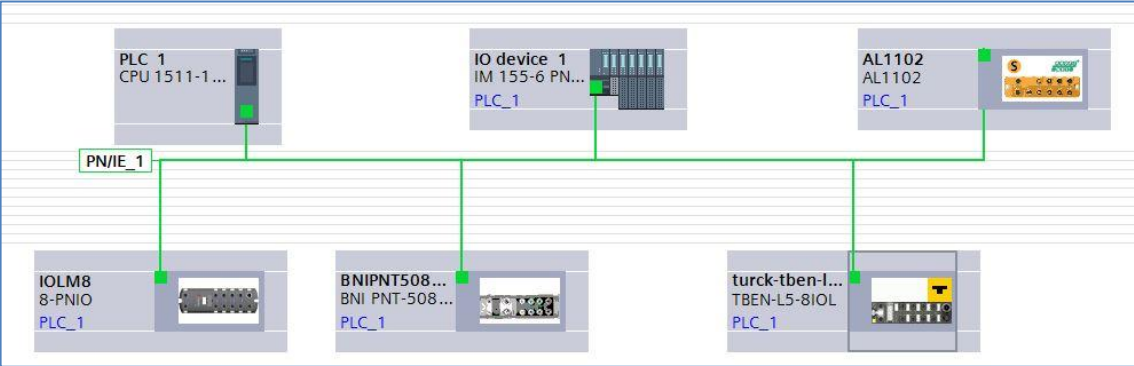 PLC_1
CPU 1511-1...
IO device_1
IM 155-6 PN...
PLC_1
AL1102
AL1102
PLC_1
S
PN/IE_1
IOLM8
8-PNIO
PLC_1
BNIPNT508...
BNI PNT-508...
PLC_1
turck-tben-l...
TBEN-L5-8IOL
PLC_1